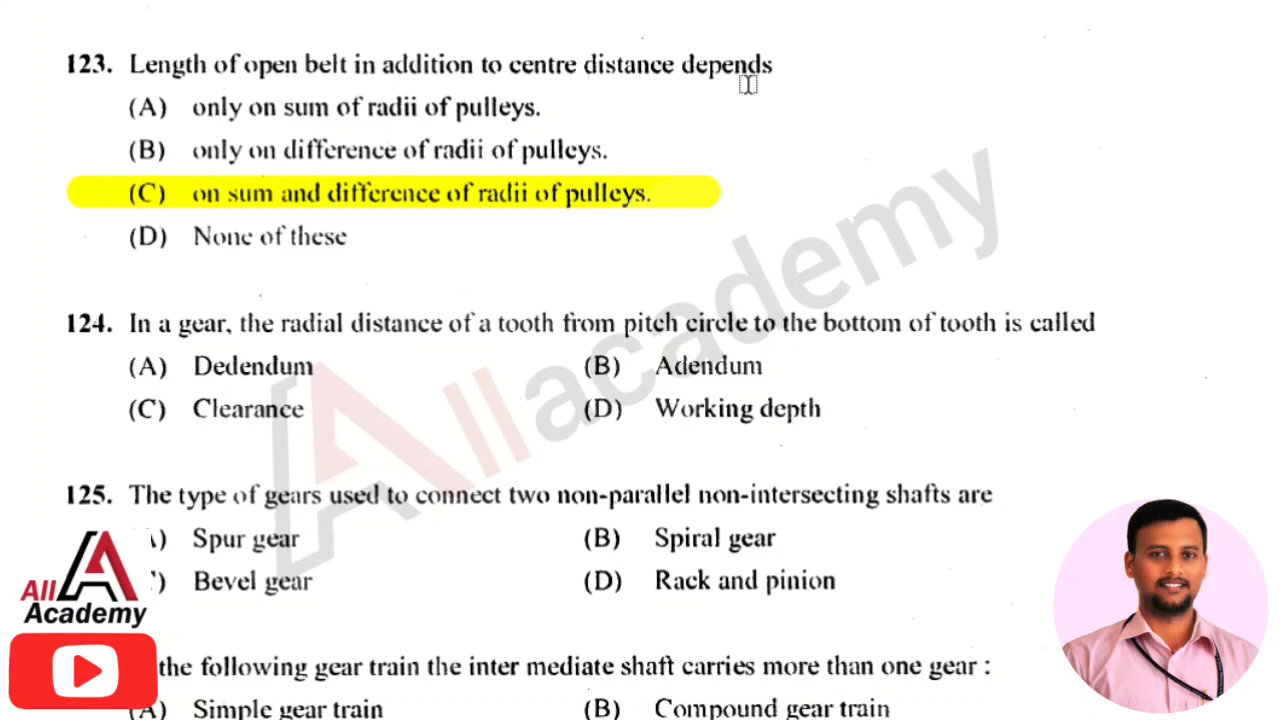 123. Length of open belt in addition to centre distance depends
(A) only on sum of radii of pulleys.
(B) only on difference of radii of pulleys.
(C) on sum and difference of radii of pulleys.
(D) None of these
124. In a gear, the radial distance of a tooth from pitch circle to the bottom of tooth is called
(A) Dedendum (B) Adendum
(C) Clearance (D) Working depth
All academy
125. The type of gears used to connect two non-parallel non-intersecting shafts are
) Spur gear (B) Spiral gear
) Bevel gear (D) Rack and pinion
All
Academy
the following gear train the inter mediate shaft carries more than one gear :
(A) Simple gear train (B) Compound gear train